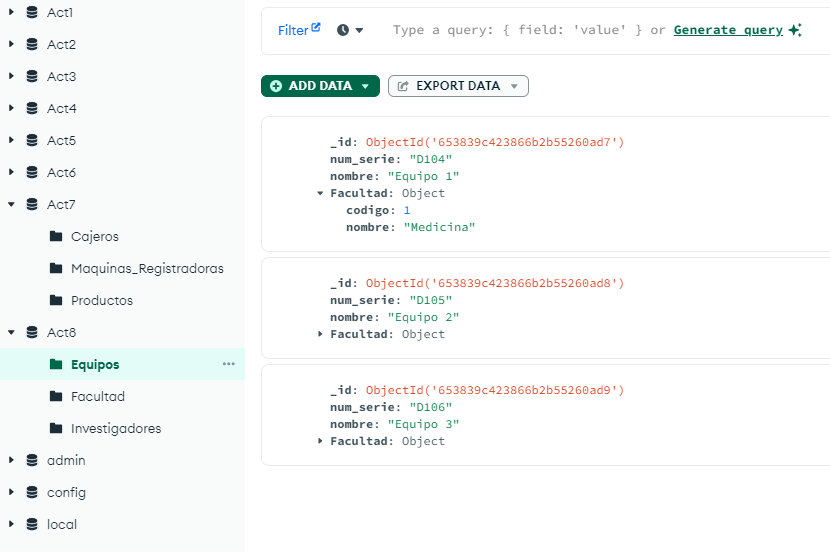 Act1
Act2
Act3
Act4
Act5
Act6
Act7
Cajeros
Maquinas_Registradoras
Productos
Act8
Equipos
Facultad
Investigadores
admin
config
local
Filter
Type a query: { field: 'value' } or Generate query
ADD DATA
EXPORT DATA
_id: ObjectId('653839c423866b2b55260ad7')
num_serie: "D104"
nombre: "Equipo 1"
Facultad: Object
codigo: 1
nombre: "Medicina"
_id: ObjectId('653839c423866b2b55260ad8')
num_serie: "D105"
nombre: "Equipo 2"
Facultad: Object
_id: ObjectId('653839c423866b2b55260ad9')
num_serie: "D106"
nombre: "Equipo 3"
Facultad: Object